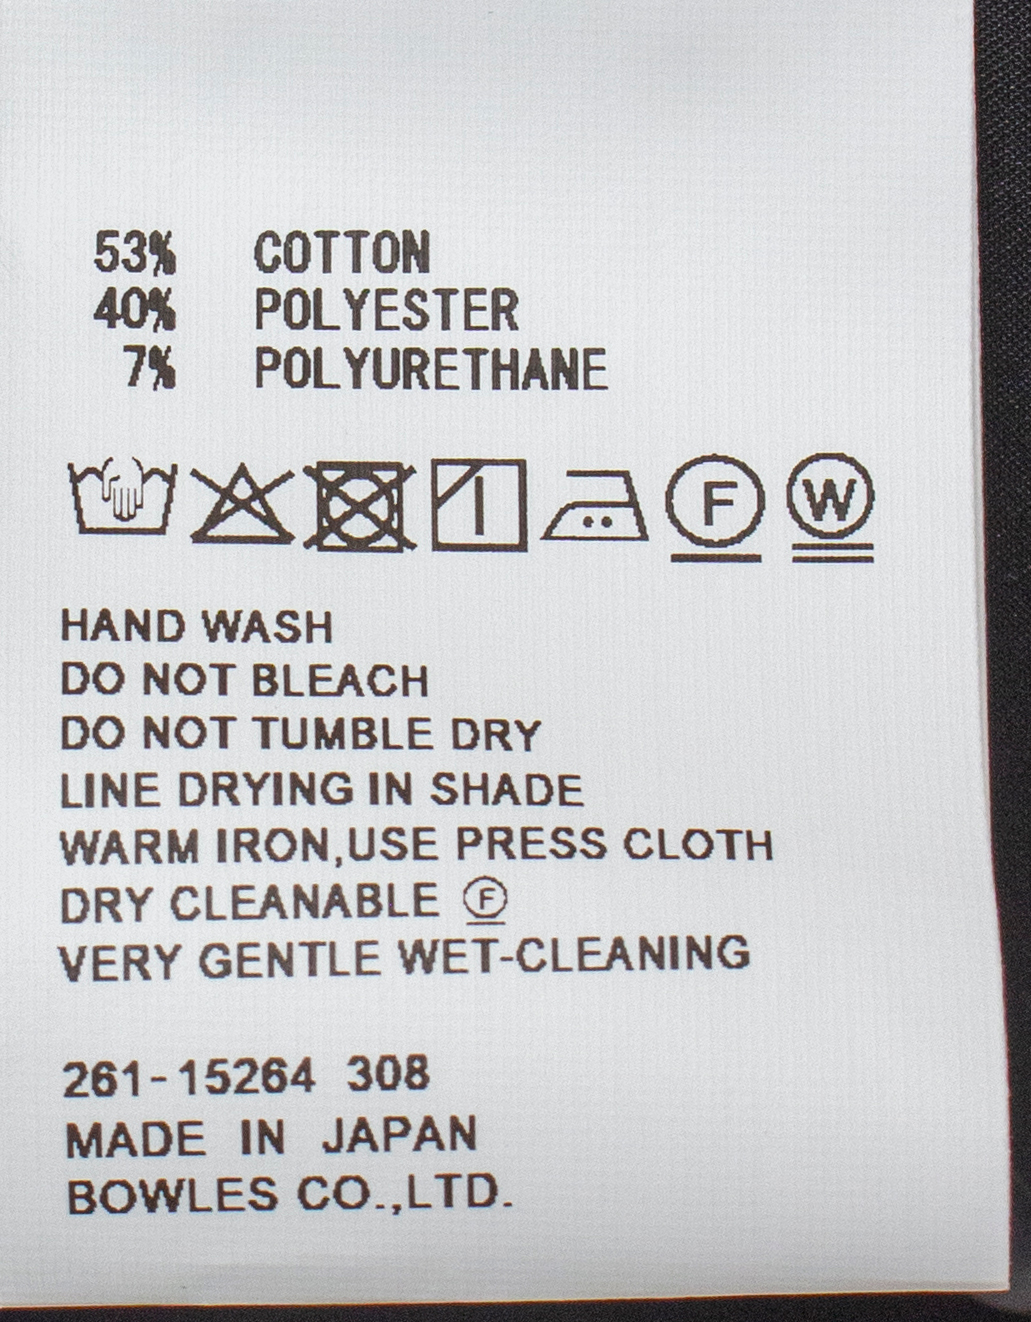 53% COTTON
40% POLYESTER
7% POLYURETHANE
F W
HAND WASH
DO NOT BLEACH
DO NOT TUMBLE DRY
LINE DRYING IN SHADE
WARM IRON,USE PRESS CLOTH
DRY CLEANABLE Ⓕ
VERY GENTLE WET-CLEANING
261-15264 308
MADE IN JAPAN
BOWLES CO.,LTD.